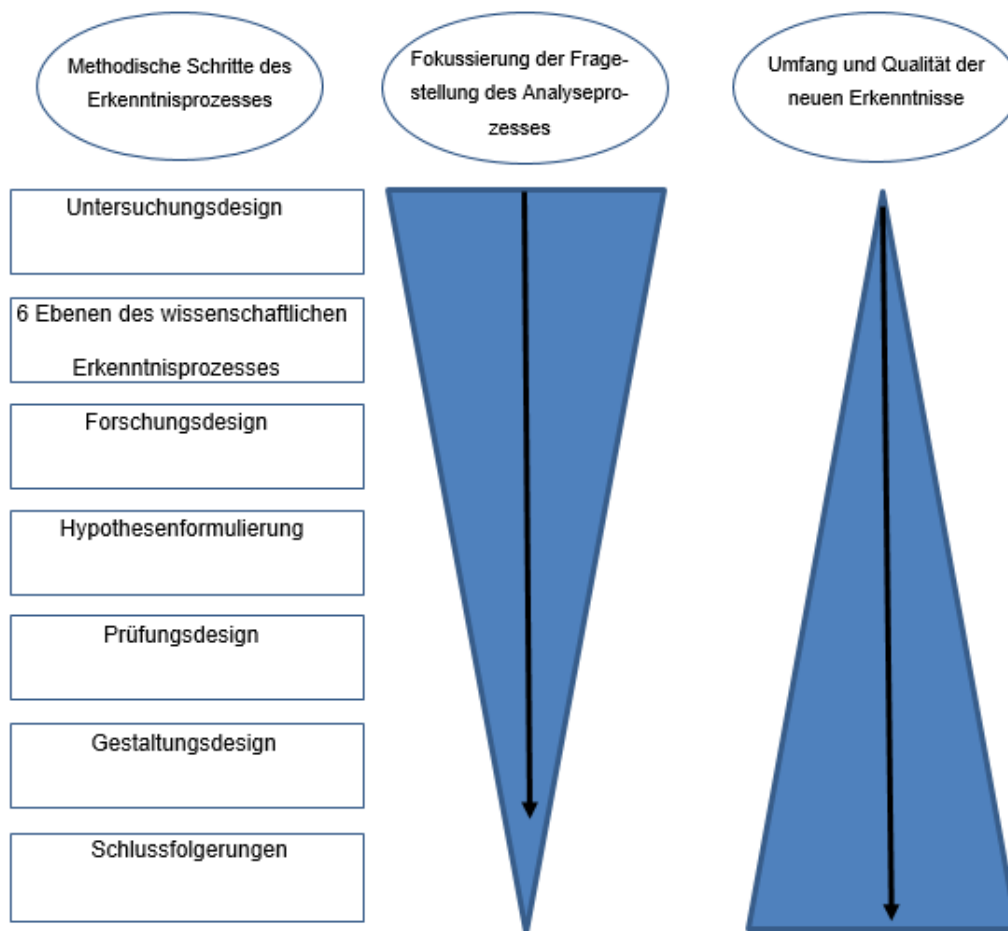 Methodische Schritte des
Erkenntnisprozesses
Fokussierung der Frage-
stellung des Analysepro-
zesses
Umfang und Qualität der
neuen Erkenntnisse
Untersuchungsdesign
6 Ebenen des wissenschaftlichen
Erkenntnisprozesses
Forschungsdesign
Hypothesenformulierung
Prüfungsdesign
Gestaltungsdesign
Schlussfolgerungen